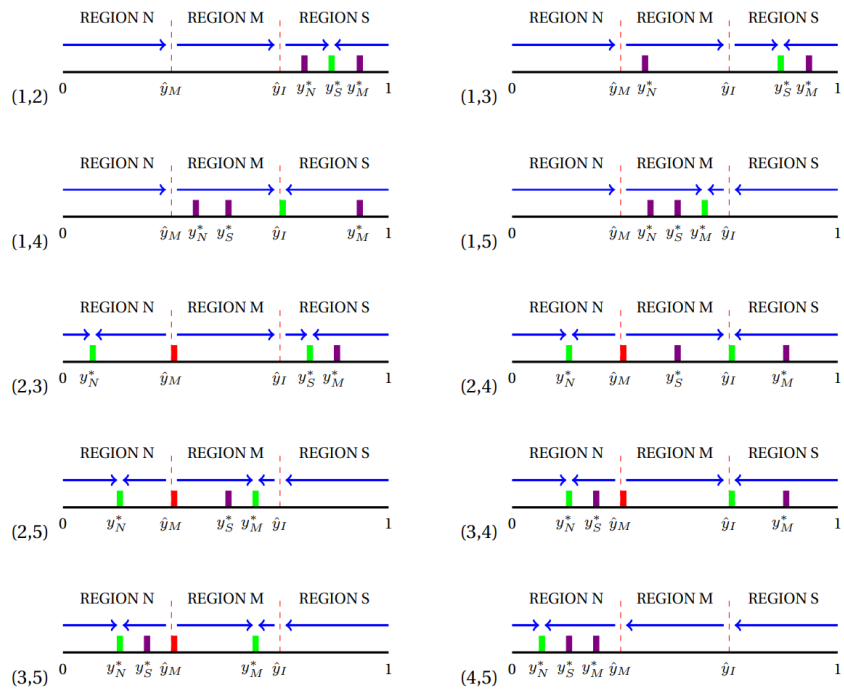 REGION N REGION M REGION S
(1,2) 0 ŷ_M ŷ_I y*_N y*_S y*_M 1
REGION N REGION M REGION S
(1,3) 0 ŷ_M y*_N ŷ_I y*_S y*_M 1
REGION N REGION M REGION S
(1,4) 0 ŷ_M y*_N y*_S ŷ_I y*_M 1
REGION N REGION M REGION S
(1,5) 0 ŷ_M y*_N y*_S y*_M ŷ_I 1
REGION N REGION M REGION S
(2,3) 0 y*_N ŷ_M ŷ_I y*_S y*_M 1
REGION N REGION M REGION S
(2,4) 0 y*_N ŷ_M y*_S ŷ_I y*_M 1
REGION N REGION M REGION S
(2,5) 0 y*_N ŷ_M y*_S y*_M ŷ_I 1
REGION N REGION M REGION S
(3,4) 0 y*_N y*_S ŷ_M ŷ_I y*_M 1
REGION N REGION M REGION S
(3,5) 0 y*_N y*_S ŷ_M y*_M ŷ_I 1
REGION N REGION M REGION S
(4,5) 0 y*_N y*_S y*_M ŷ_M ŷ_I 1